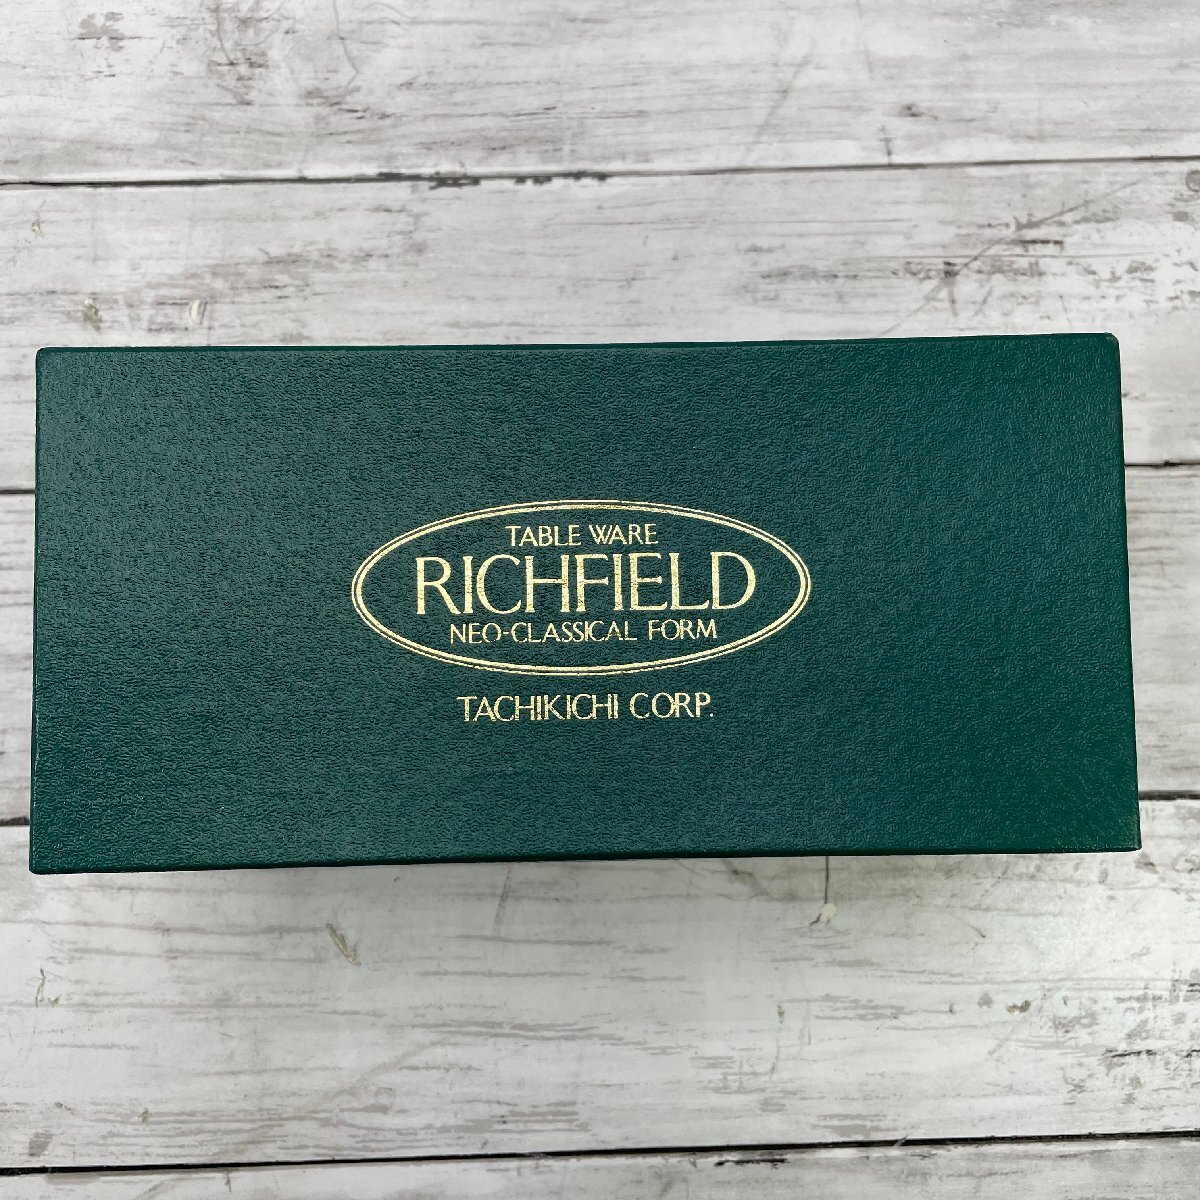 TABLE WARE
RICHFIELD
NEO-CLASSICAL FORM
TACHIKICHI CORP.